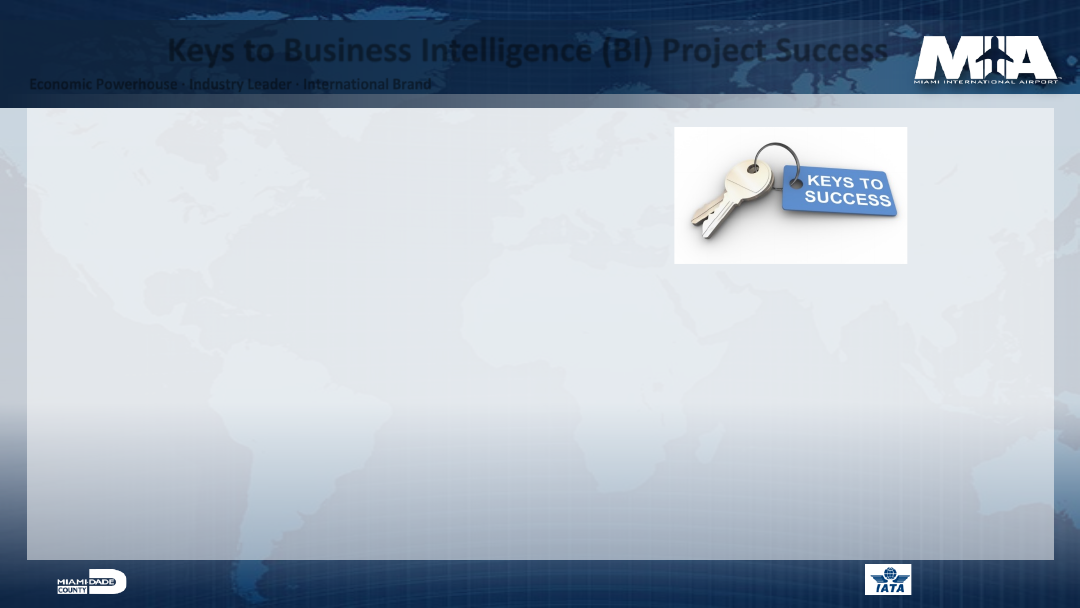 Keys to Business Intelligence (BI) Project Success
Economic Powerhouse · Industry Leader · International Brand
MIA
MIAMI INTERNATIONAL AIRPORT
KEYS TO
SUCCESS
MIAMI-DADE
COUNTY
IATA